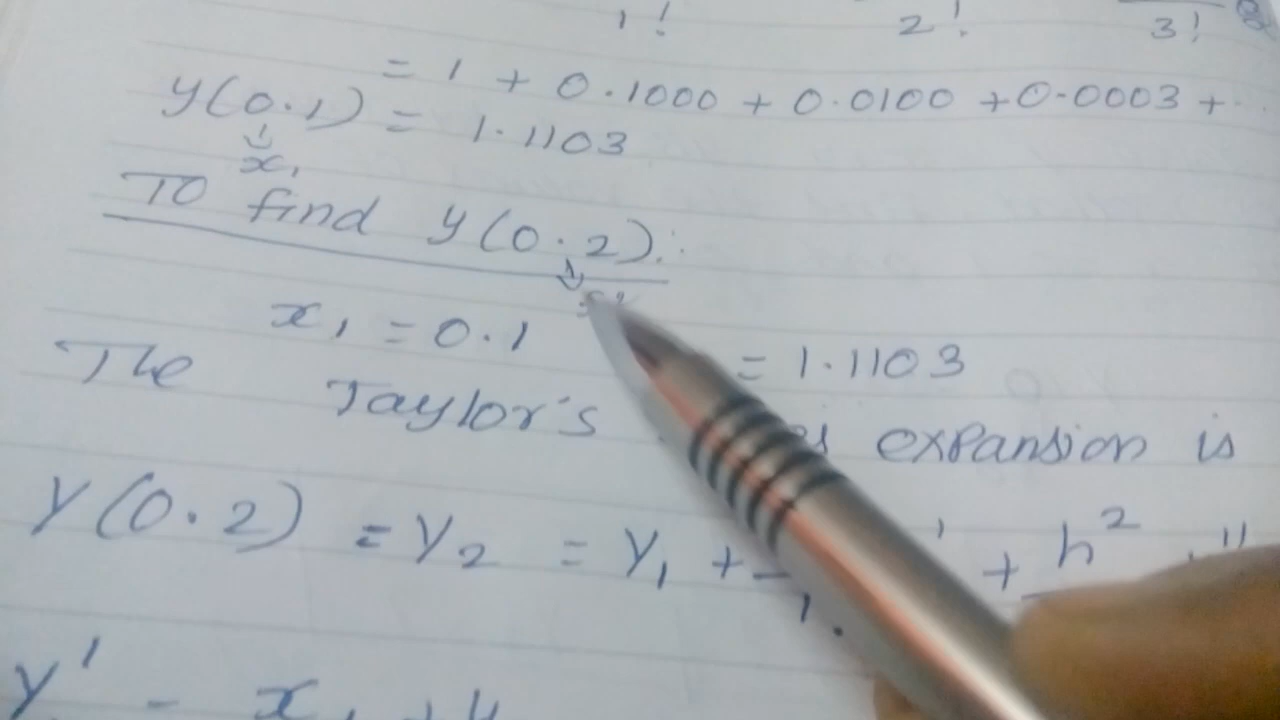 1! 2! 3!
= 1 + 0.1000 + 0.0100 + 0.0003 + ..
y(0.1) = 1.1103
x₁
To find y(0.2):
x₁ = 0.1 = 1.1103
The Taylor's expansion is
Y(0.2) = Y₂ = Y₁ + ' + h² "
Y' = x₁ + y